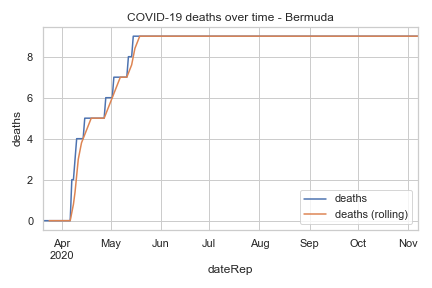 COVID-19 deaths over time - Bermuda
deaths
8
6
4
2
0
deaths
deaths (rolling)
Apr May Jun Jul Aug Sep Oct Nov
2020
dateRep